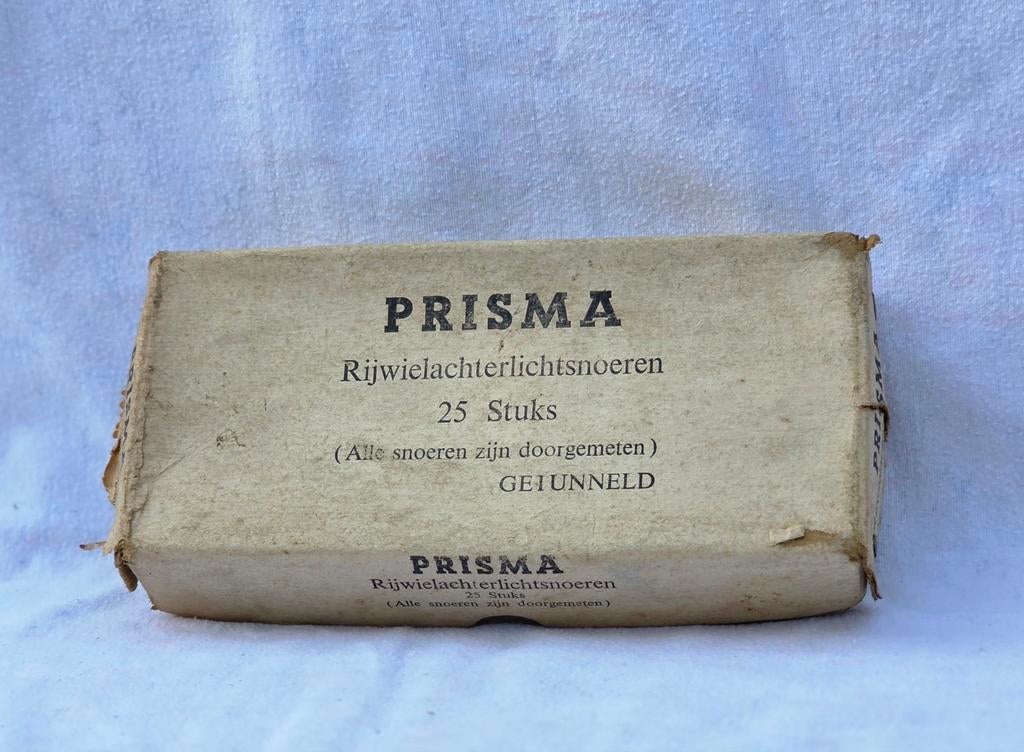 PRISMA
Rijwielachterlichtsnoeren
25 Stuks
(Alle snoeren zijn doorgemeten)
GETUNNELD
PRISMA
Rijwielachterlichtsnoeren
25 Stuks
(Alle snoeren zijn doorgemeten)
PRISMA